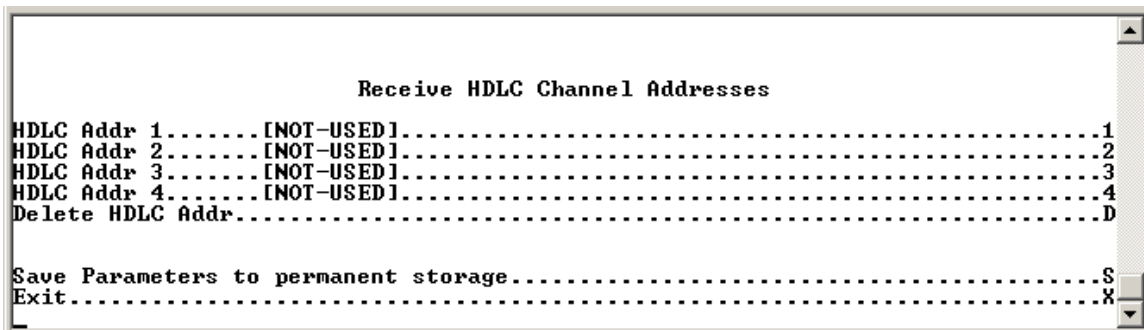 Receive HDLC Channel Addresses
HDLC Addr 1.......[NOT-USED]...................................................................1
HDLC Addr 2.......[NOT-USED]...................................................................2
HDLC Addr 3.......[NOT-USED]...................................................................3
HDLC Addr 4.......[NOT-USED]...................................................................4
Delete HDLC Addr...............................................................................D
Save Parameters to permanent storage...........................................................S
Exit...........................................................................................X